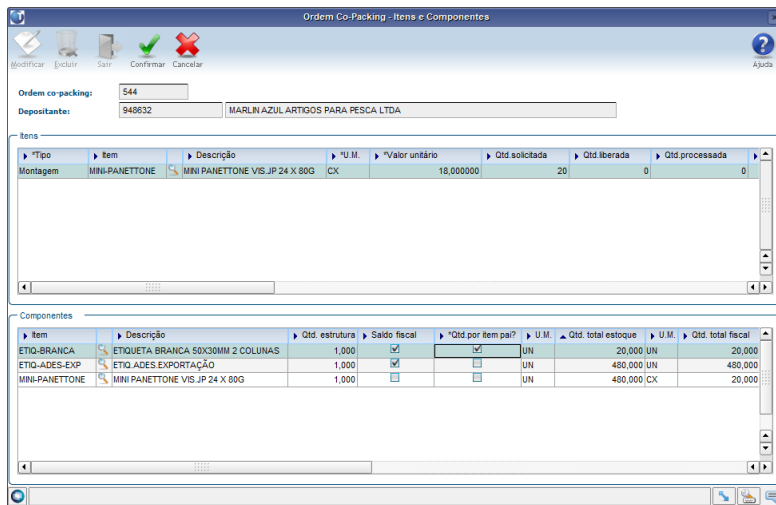 Ordem Co-Packing - Itens e Componentes
Modificar Excluir Sair Confirmar Cancelar Ajuda
Ordem co-packing: 544
Depositante: 948632 MARLIN AZUL ARTIGOS PARA PESCA LTDA
Itens
*Tipo Item Descrição *U.M. *Valor unitário Qtd.solicitada Qtd.liberada Qtd.processada
Montagem MINI-PANETTONE MINI PANETTONE VIS.JP 24 X 80G CX 18,000000 20 0 0
Componentes
Item Descrição Qtd. estrutura Saldo fiscal *Qtd.por item pai? U.M. Qtd. total estoque U.M. Qtd. total fiscal
ETIQ-BRANCA ETIQUETA BRANCA 50X30MM 2 COLUNAS 1,000 UN 20,000 UN 20,000
ETIQ-ADES-EXP ETIQ.ADES.EXPORTAÇÃO 1,000 UN 480,000 UN 480,000
MINI-PANETTONE MINI PANETTONE VIS.JP 24 X 80G 1,000 UN 480,000 CX 20,000